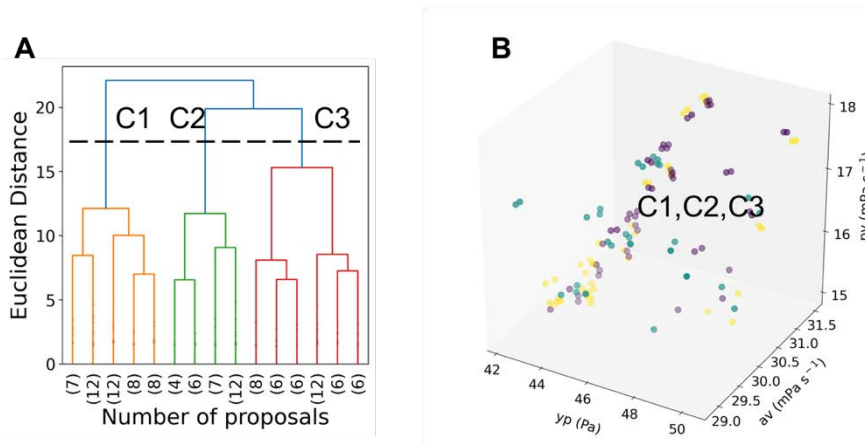 A
Euclidean Distance
20
15
10
5
0
C1 C2 C3
(7) (12) (12) (8) (8) (4) (6) (7) (12) (8) (6) (6) (12) (6) (6)
Number of proposals
B
C1,C2,C3
18
17
16
15
pv (mPa s⁻¹)
31.5
31.0
30.5
30.0
29.5
29.0
av (mPa s⁻¹)
42 44 46 48 50
yp (Pa)